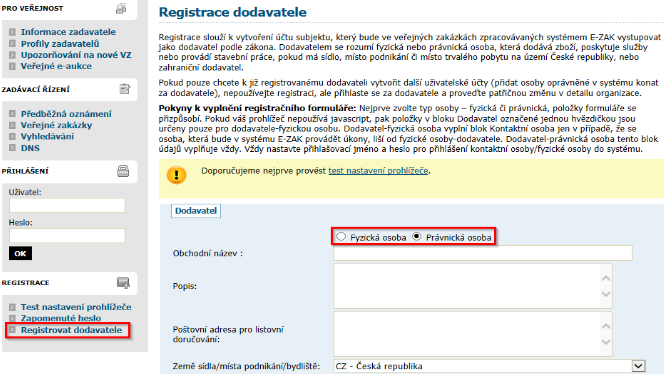 PRO VEŘEJNOST
Informace zadavatele
Profily zadavatelů
Upozorňování na nové VZ
Veřejné e-aukce
ZADÁVACÍ ŘÍZENÍ
Předběžná oznámení
Veřejné zakázky
Vyhledávání
DNS
PŘIHLÁŠENÍ
Uživatel:
Heslo:
OK
REGISTRACE
Test nastavení prohlížeče
Zapomenuté heslo
Registrovat dodavatele
Registrace dodavatele
Registrace slouží k vytvoření účtu subjektu, který bude ve veřejných zakázkách zpracovávaných systémem E-ZAK vystupovat
jako dodavatel podle zákona. Dodavatelem se rozumí fyzická nebo právnická osoba, která dodává zboží, poskytuje služby
nebo provádí stavební práce, pokud má sídlo, místo podnikání či místo trvalého pobytu na území České republiky, nebo
zahraniční dodavatel.
Pokud pouze chcete k již registrovanému dodavateli vytvořit další uživatelské účty (přidat osoby oprávněné v systému konat
za dodavatele), nepoužívejte registraci, ale přihlaste se za dodavatele a proveďte patřičnou změnu v detailu organizace.
Pokyny k vyplnění registračního formuláře: Nejprve zvolte typ osoby – fyzická či právnická, položky formuláře se
přizpůsobí. Pokud váš prohlížeč nepoužívá javascript, pak položky v bloku Dodavatel označené jednou hvězdičkou jsou
určeny pouze pro dodavatele-fyzickou osobu. Dodavatel-fyzická osoba vyplní blok Kontaktní osoba jen v případě, že se
osoba, která bude v systému E-ZAK provádět úkony, liší od fyzické osoby-dodavatele. Dodavatel-právnická osoba tento blok
údajů vyplňuje vždy. Vždy nastavte přihlašovací jméno a heslo pro přihlášení kontaktní osoby/fyzické osoby do systému.
Doporučujeme nejprve provést test nastavení prohlížeče.
Dodavatel
Fyzická osoba Právnická osoba
Obchodní název :
Popis:
Poštovní adresa pro listovní
doručování:
Země sídla/místa podnikání/bydliště: CZ - Česká republika